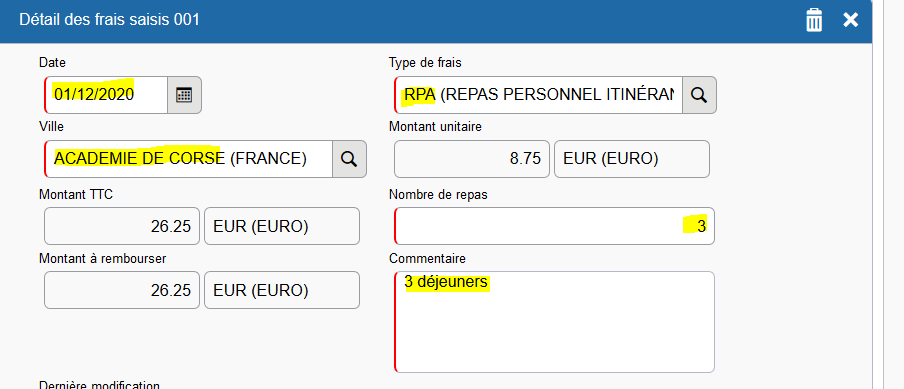 Détail des frais saisis 001
Date
Type de frais
01/12/2020
RPA (REPAS PERSONNEL ITINÉRAN
Ville
Montant unitaire
ACADEMIE DE CORSE (FRANCE)
8.75 EUR (EURO)
Montant TTC
Nombre de repas
26.25 EUR (EURO)
3
Montant à rembourser
Commentaire
26.25 EUR (EURO)
3 déjeuners
Dernière modification